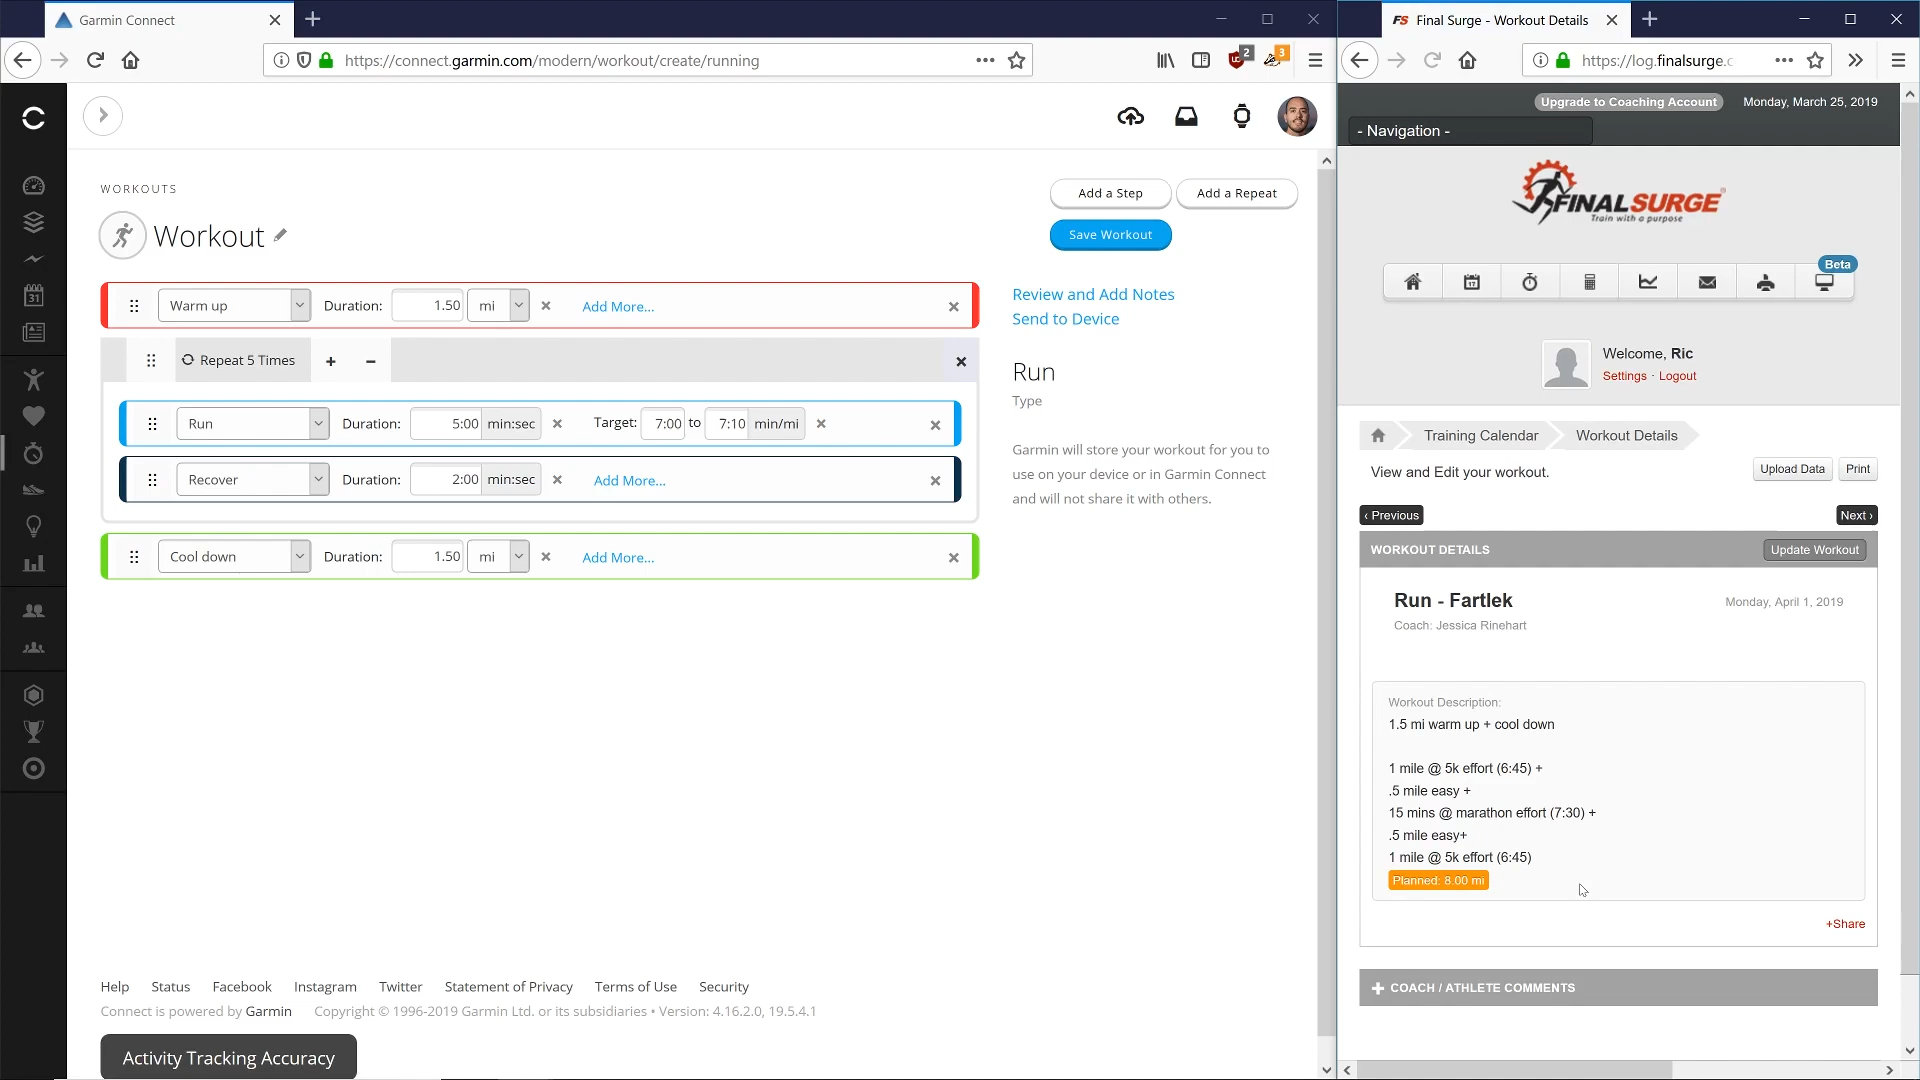 Garmin Connect
https://connect.garmin.com/modern/workout/create/running
2
3
WORKOUTS
Workout
Add a Step
Add a Repeat
Save Workout
Warm up
Duration:
1.50
mi
Add More...
Repeat 5 Times
+
-
Run
Duration:
5:00
min:sec
Target:
7:00
to
7:10
min/mi
Recover
Duration:
2:00
min:sec
Add More...
Cool down
Duration:
1.50
mi
Add More...
Review and Add Notes
Send to Device
Run
Type
Garmin will store your workout for you to
use on your device or in Garmin Connect
and will not share it with others.
31
Help Status Facebook Instagram Twitter Statement of Privacy Terms of Use Security
Connect is powered by Garmin Copyright © 1996-2019 Garmin Ltd. or its subsidiaries • Version: 4.16.2.0, 19.5.4.1
Activity Tracking Accuracy
FS Final Surge - Workout Details
https://log.finalsurge.c
Upgrade to Coaching Account
Monday, March 25, 2019
- Navigation -
FINALSURGE®
Train with a purpose
17
Beta
Welcome, Ric
Settings · Logout
Training Calendar
Workout Details
View and Edit your workout.
Upload Data
Print
‹ Previous
Next ›
WORKOUT DETAILS
Update Workout
Run - Fartlek
Monday, April 1, 2019
Coach: Jessica Rinehart
Workout Description:
1.5 mi warm up + cool down
1 mile @ 5k effort (6:45) +
.5 mile easy +
15 mins @ marathon effort (7:30) +
.5 mile easy+
1 mile @ 5k effort (6:45)
Planned: 8.00 mi
+Share
+ COACH / ATHLETE COMMENTS